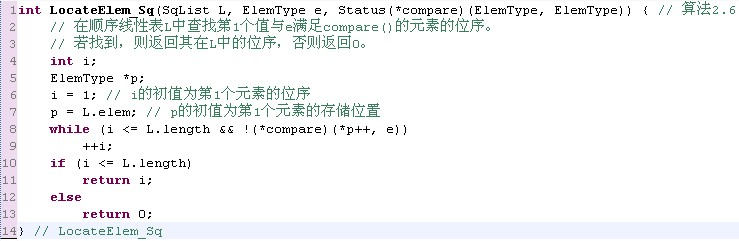 1 int LocateElem_Sq(SqList L, ElemType e, Status(*compare)(ElemType, ElemType)) { // 算法2.6
2     // 在顺序线性表L中查找第1个值与e满足compare()的元素的位序。
3     // 若找到，则返回其在L中的位序，否则返回0。
4     int i;
5     ElemType *p;
6     i = 1; // i的初值为第1个元素的位序
7     p = L.elem; // p的初值为第1个元素的存储位置
8     while (i <= L.length && !(*compare)(*p++, e))
9         ++i;
10     if (i <= L.length)
11         return i;
12     else
13         return 0;
14 } // LocateElem_Sq